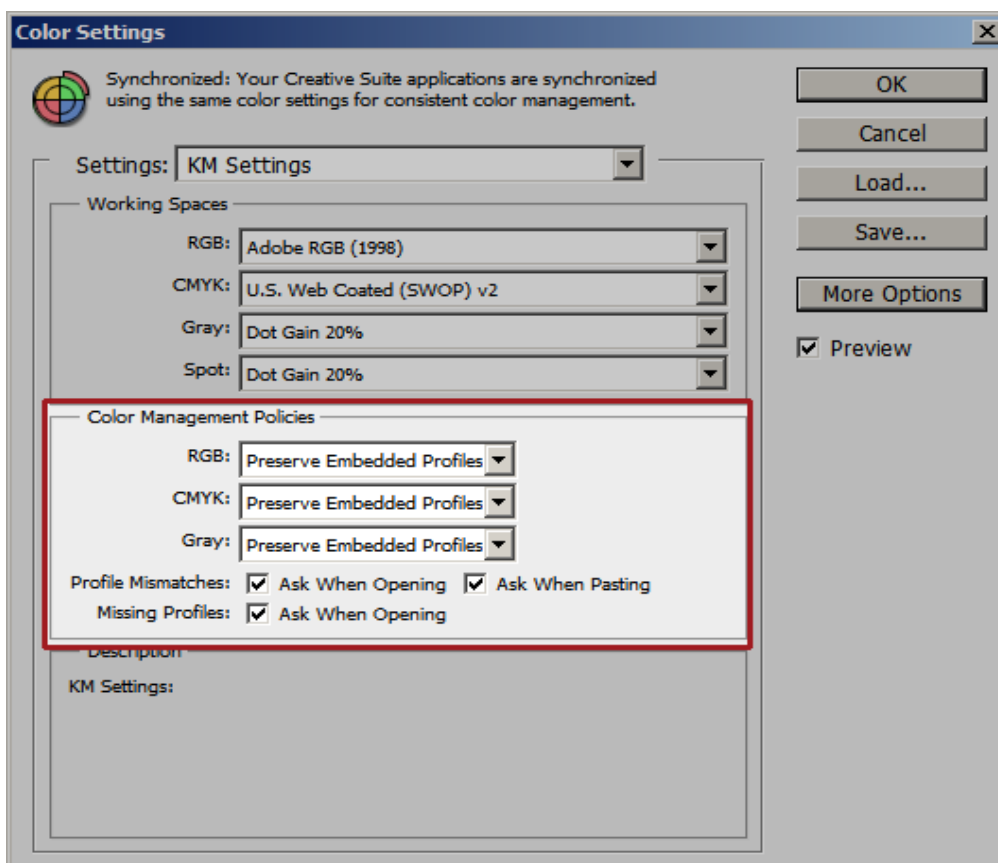 Color Settings
Synchronized: Your Creative Suite applications are synchronized
using the same color settings for consistent color management.
OK
Cancel
Load...
Save...
More Options
Preview
Settings: KM Settings
Working Spaces
RGB: Adobe RGB (1998)
CMYK: U.S. Web Coated (SWOP) v2
Gray: Dot Gain 20%
Spot: Dot Gain 20%
Color Management Policies
RGB: Preserve Embedded Profiles
CMYK: Preserve Embedded Profiles
Gray: Preserve Embedded Profiles
Profile Mismatches: Ask When Opening Ask When Pasting
Missing Profiles: Ask When Opening
Description
KM Settings: